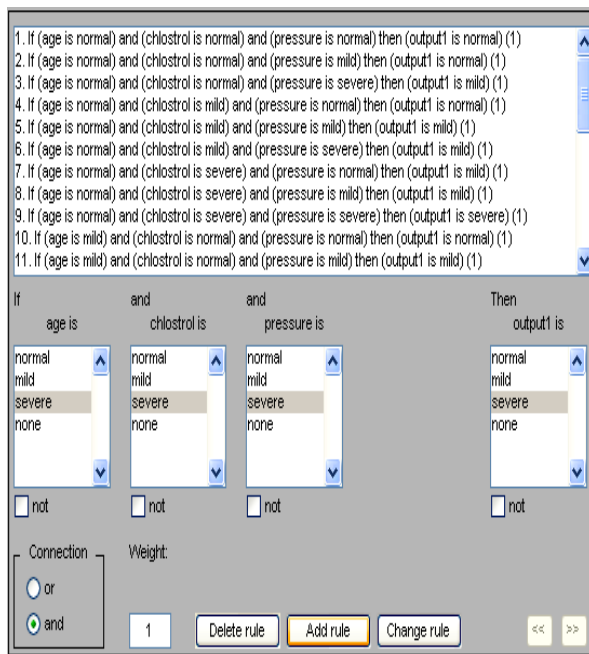 1. If (age is normal) and (chlostrol is normal) and (pressure is normal) then (output1 is normal) (1)
2. If (age is normal) and (chlostrol is normal) and (pressure is mild) then (output1 is normal) (1)
3. If (age is normal) and (chlostrol is normal) and (pressure is severe) then (output1 is mild) (1)
4. If (age is normal) and (chlostrol is mild) and (pressure is normal) then (output1 is normal) (1)
5. If (age is normal) and (chlostrol is mild) and (pressure is mild) then (output1 is mild) (1)
6. If (age is normal) and (chlostrol is mild) and (pressure is severe) then (output1 is mild) (1)
7. If (age is normal) and (chlostrol is severe) and (pressure is normal) then (output1 is mild) (1)
8. If (age is normal) and (chlostrol is severe) and (pressure is mild) then (output1 is mild) (1)
9. If (age is normal) and (chlostrol is severe) and (pressure is severe) then (output1 is severe) (1)
10. If (age is mild) and (chlostrol is normal) and (pressure is normal) then (output1 is normal) (1)
11. If (age is mild) and (chlostrol is normal) and (pressure is mild) then (output1 is mild) (1)
If and and Then
age is chlostrol is pressure is output1 is
normal normal normal normal
mild mild mild mild
severe severe severe severe
none none none none
not not not not
Connection Weight:
or
and 1 Delete rule Add rule Change rule << >>